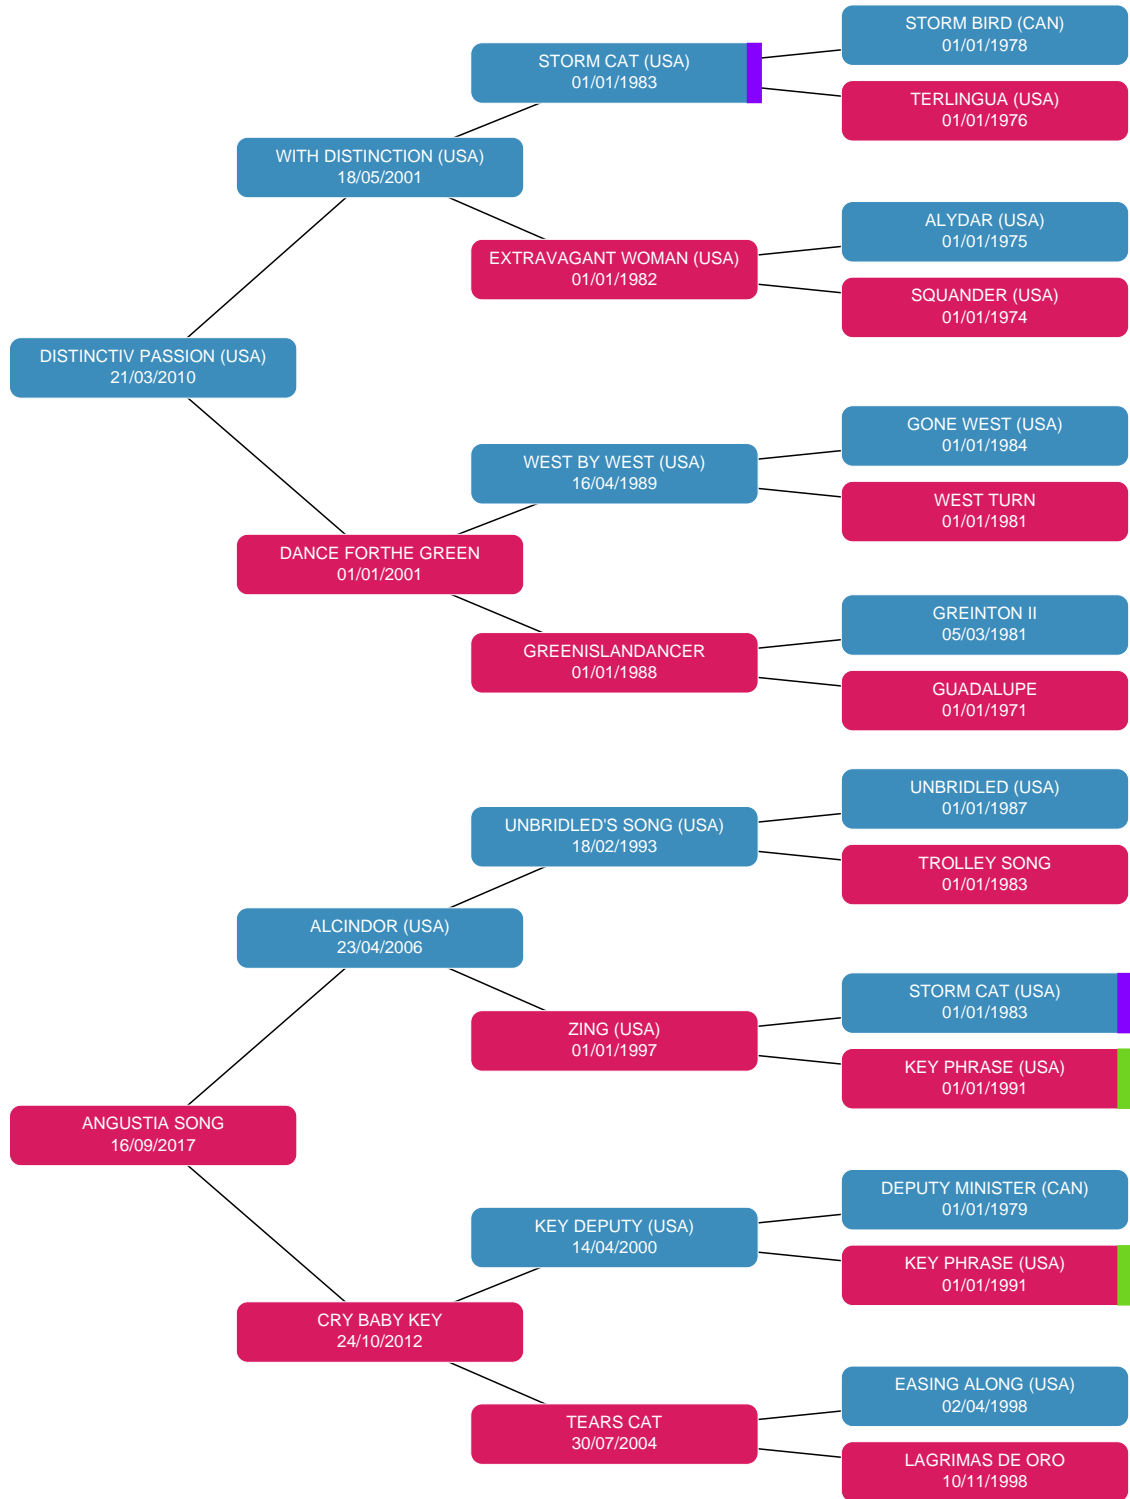 STORM BIRD (CAN)
01/01/1978
STORM CAT (USA)
01/01/1983
TERLINGUA (USA)
01/01/1976
WITH DISTINCTION (USA)
18/05/2001
ALYDAR (USA)
01/01/1975
EXTRAVAGANT WOMAN (USA)
01/01/1982
SQUANDER (USA)
01/01/1974
DISTINCTIV PASSION (USA)
21/03/2010
GONE WEST (USA)
01/01/1984
WEST BY WEST (USA)
16/04/1989
WEST TURN
01/01/1981
DANCE FORTHE GREEN
01/01/2001
GREINTON II
05/03/1981
GREENISLANDANCER
01/01/1988
GUADALUPE
01/01/1971
UNBRIDLED (USA)
01/01/1987
UNBRIDLED'S SONG (USA)
18/02/1993
TROLLEY SONG
01/01/1983
ALCINDOR (USA)
23/04/2006
STORM CAT (USA)
01/01/1983
ZING (USA)
01/01/1997
KEY PHRASE (USA)
01/01/1991
ANGUSTIA SONG
16/09/2017
DEPUTY MINISTER (CAN)
01/01/1979
KEY DEPUTY (USA)
14/04/2000
KEY PHRASE (USA)
01/01/1991
CRY BABY KEY
24/10/2012
EASING ALONG (USA)
02/04/1998
TEARS CAT
30/07/2004
LAGRIMAS DE ORO
10/11/1998